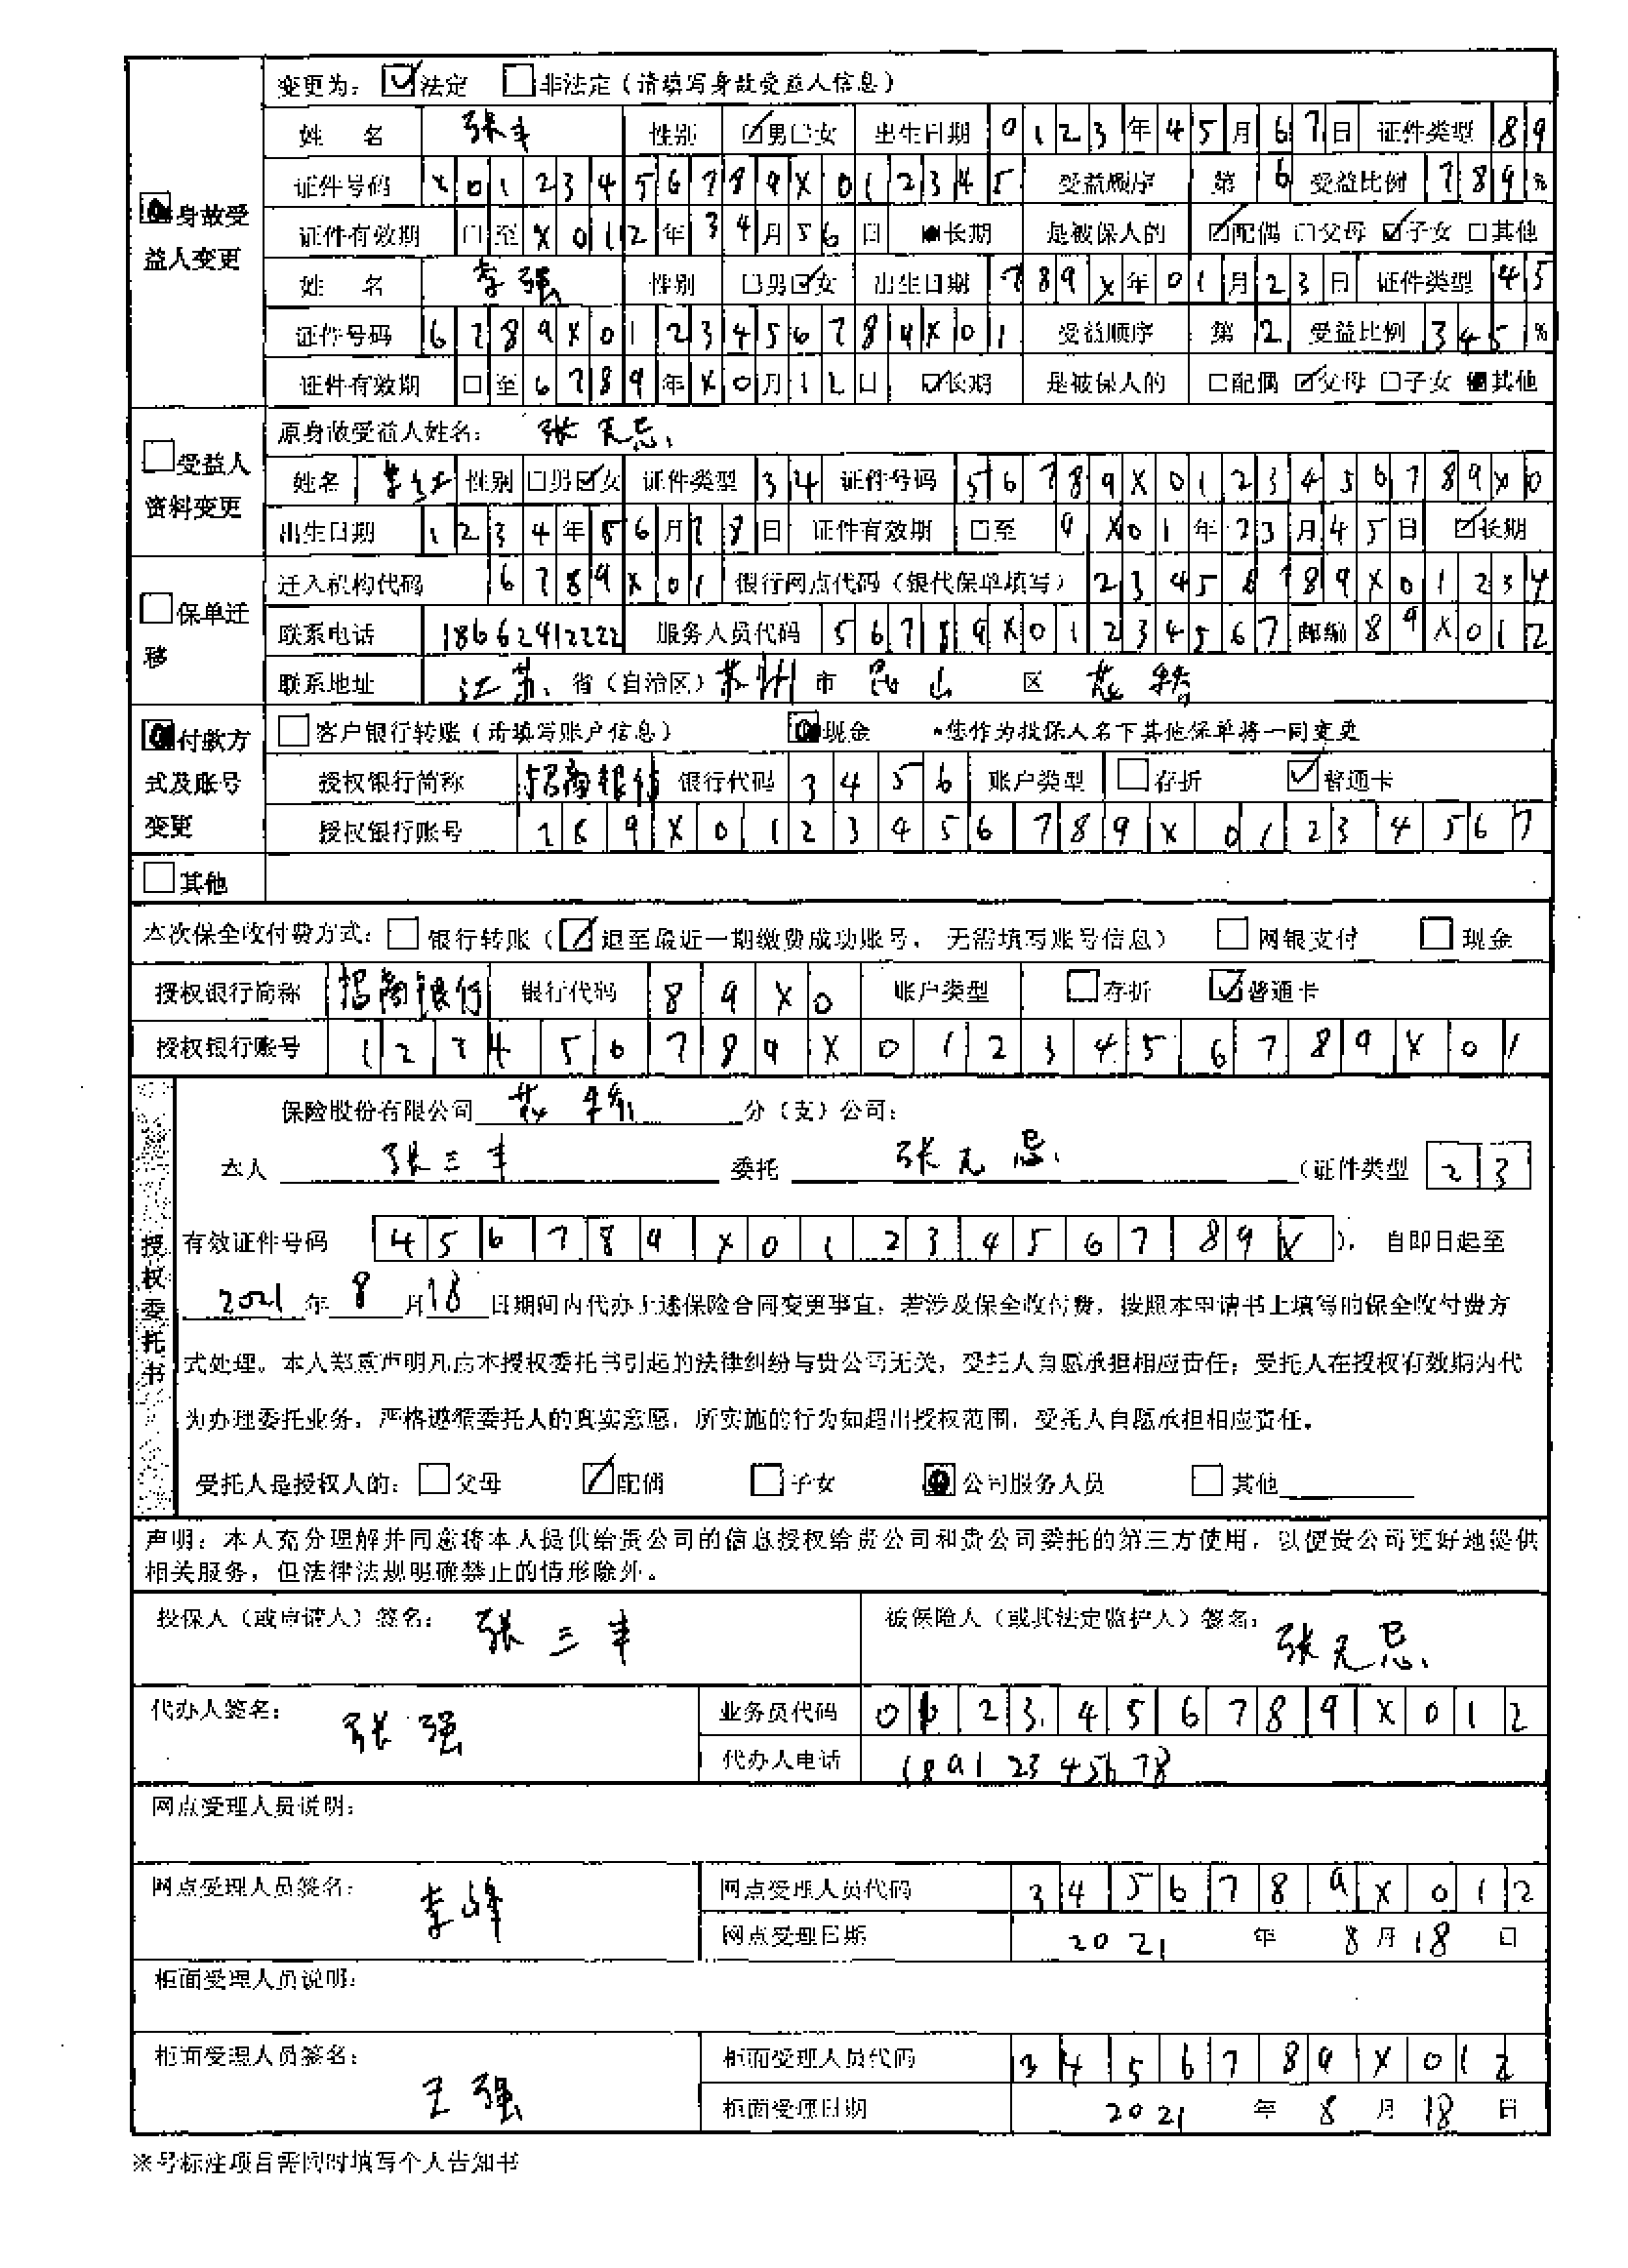 变更为：☑法定 □非法定（请填写身故受益人信息）
身故受益人变更
姓 名 张丰 性别 ☑男□女 出生日期 0123年45月67日 证件类型 89
证件号码 X0123456789X012345 受益顺序 第6 受益比例 789%
证件有效期 □至X012年34月56日 ■长期 是被保人的 ☑配偶□父母☑子女□其他
姓 名 李强 性别 □男☑女 出生日期 789X年01月23日 证件类型 45
证件号码 6789X0123456789X01 受益顺序 第2 受益比例 345%
证件有效期 □至6789年X0月12日 ☑长期 是被保人的 □配偶☑父母□子女■其他
□受益人资料变更
原身故受益人姓名：张无忌
姓名 性别 □男☑女 证件类型 34 证件号码 56789X0123456789X0
出生日期 1234年56月78日 证件有效期 □至 9X01年23月45日 ☑长期
□保单迁移
迁入机构代码 6789X01 银行网点代码（银代保单填写）2345 6789X01234
联系电话 18662912222 服务人员代码 56789X01234567 邮编 89X012
联系地址 江苏 省（自治区）苏州 市 昆山 区 花桥
付款方式及账号变更
□客户银行转账（请填写账户信息） ■现金 *您作为投保人名下其他保单将一同变更
授权银行简称 招商银行 银行代码 3456 账户类型 □存折 ☑普通卡
授权银行账号 789X0123456789X01234567
□其他
本次保全收付费方式：□银行转账（☑退至最近一期缴费成功账号，无需填写账号信息） □网银支付 □现金
授权银行简称 招商银行 银行代码 89X0 账户类型 □存折 ☑普通卡
授权银行账号 123456789X0123456789X01
授权委托书
保险股份有限公司 花桥 分（支）公司：
本人 张三丰 委托 张无忌 （证件类型 23
有效证件号码 456789X0123456789X ），自即日起至
2021年8月18日期间内代办上述保险合同变更事宜，若涉及保全收付费，按照本申请书上填写的保全收付费方
式处理。本人郑重声明凡由本授权委托书引起的法律纠纷与贵公司无关，受托人自愿承担相应责任；受托人在授权有效期内代
为办理委托业务，严格遵循委托人的真实意愿，所实施的行为如超出授权范围，受托人自愿承担相应责任。
受托人是授权人的：□父母 ☑配偶 □子女 ■公司服务人员 □其他
声明：本人充分理解并同意将本人提供给贵公司的信息授权给贵公司和贵公司委托的第三方使用，以便贵公司更好地提供
相关服务，但法律法规明确禁止的情形除外。
投保人（或申请人）签名：张三丰 被保险人（或其法定监护人）签名：张无忌
代办人签名：张强 业务员代码 0123456789X012
代办人电话 18912345678
网点受理人员说明：
网点受理人员签名：李峰 网点受理人员代码 3456789X012
网点受理日期 2021年8月18日
柜面受理人员说明：
柜面受理人员签名：王强 柜面受理人员代码 3456789X012
柜面受理日期 2021年8月18日
※号标注项目需同时填写个人告知书